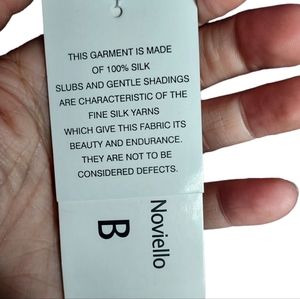 THIS GARMENT IS MADE
OF 100% SILK
SLUBS AND GENTLE SHADINGS
ARE CHARACTERISTIC OF THE
FINE SILK YARNS
WHICH GIVE THIS FABRIC ITS
BEAUTY AND ENDURANCE.
THEY ARE NOT TO BE
CONSIDERED DEFECTS.
Noviello
B